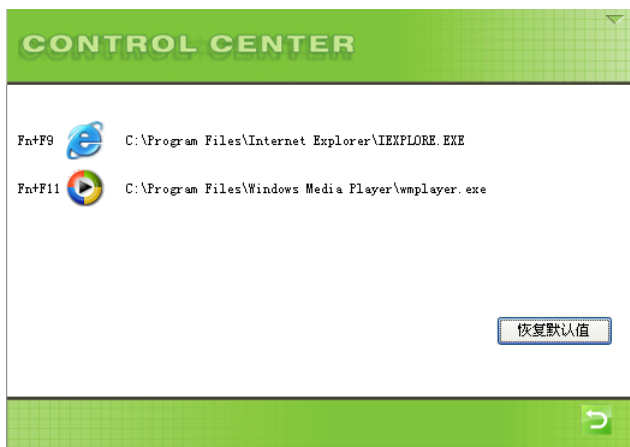 CONTROL CENTER
Fn+F9 C:\Program Files\Internet Explorer\IEXPLORE.EXE
Fn+F11 C:\Program Files\Windows Media Player\wmplayer.exe
恢复默认值